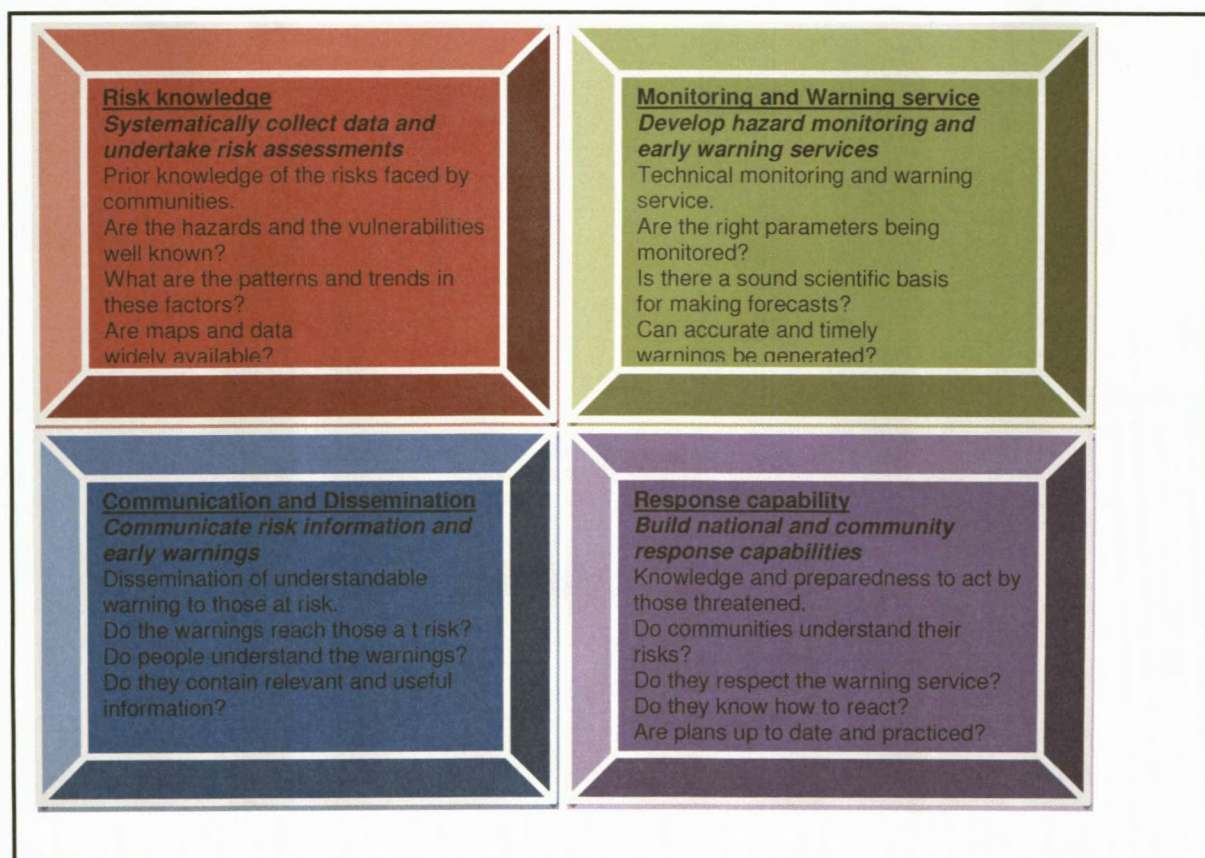 Risk knowledge
Systematically collect data and
undertake risk assessments
Prior knowledge of the risks faced by
communities.
Are the hazards and the vulnerabilities
well known?
What are the patterns and trends in
these factors?
Are maps and data
widely available?
Monitoring and Warning service
Develop hazard monitoring and
early warning services
Technical monitoring and warning
service.
Are the right parameters being
monitored?
Is there a sound scientific basis
for making forecasts?
Can accurate and timely
warnings be generated?
Communication and Dissemination
Communicate risk information and
early warnings
Dissemination of understandable
warning to those at risk.
Do the warnings reach those a t risk?
Do people understand the warnings?
Do they contain relevant and useful
information?
Response capability
Build national and community
response capabilities
Knowledge and preparedness to act by
those threatened.
Do communities understand their
risks?
Do they respect the warning service?
Do they know how to react?
Are plans up to date and practiced?